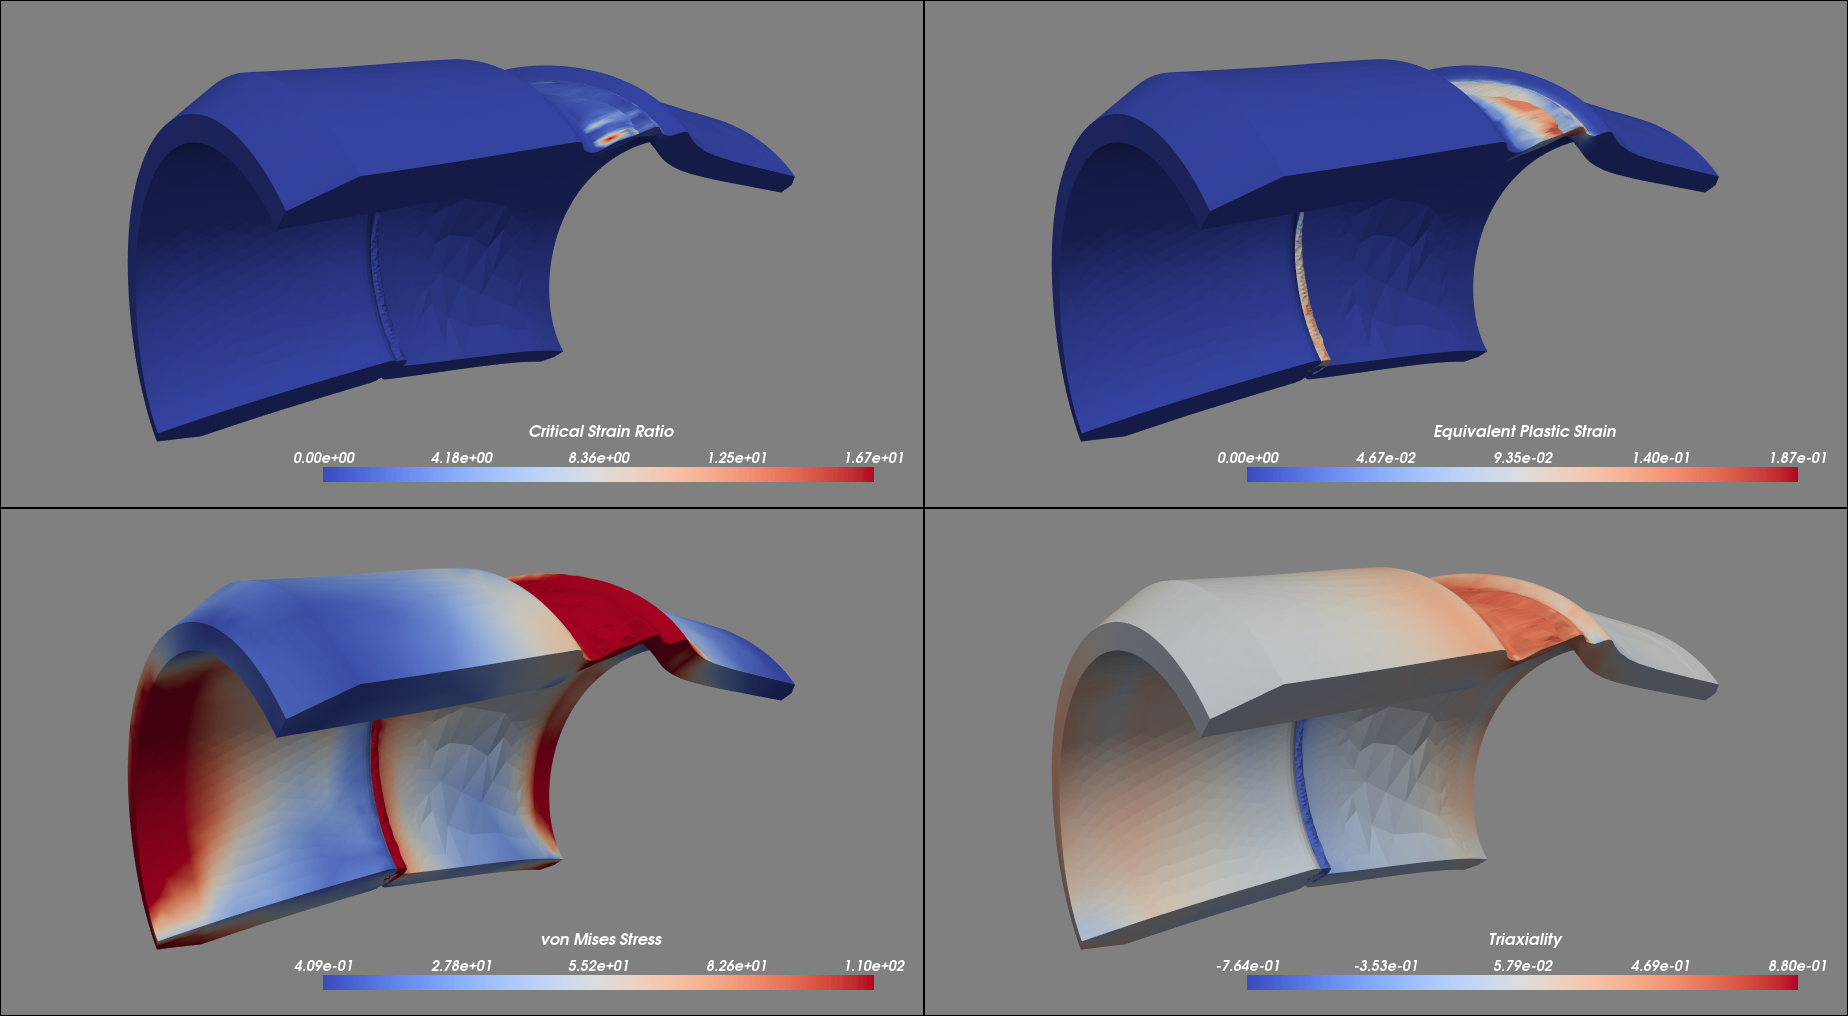 Critical Strain Ratio
0.00e+00 4.18e+00 8.36e+00 1.25e+01 1.67e+01
Equivalent Plastic Strain
0.00e+00 4.67e-02 9.35e-02 1.40e-01 1.87e-01
von Mises Stress
4.09e-01 2.78e+01 5.52e+01 8.26e+01 1.10e+02
Triaxiality
-7.64e-01 -3.53e-01 5.79e-02 4.69e-01 8.80e-01